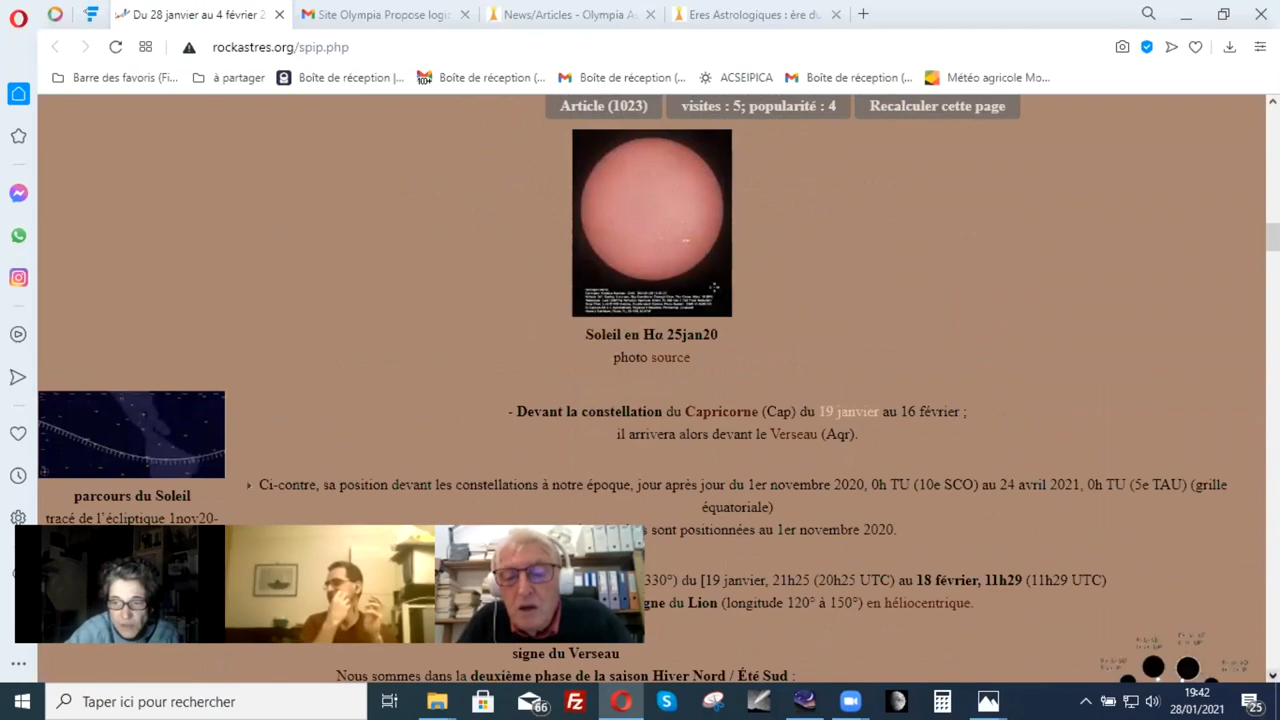 Du 28 janvier au 4 février 2
Site Olympia Propose logi
News/Articles - Olympia A
Eres Astrologiques : ère du
rockastres.org/spip.php
Barre des favoris (Fi...
à partager
Boîte de réception |...
Boîte de réception (...
Boîte de réception (...
ACSEIPICA
Boîte de réception (...
Météo agricole Mo...
Article (1023)
visites : 5; popularité : 4
Recalculer cette page
Soleil en Hα 25jan20
photo source
- Devant la constellation du Capricorne (Cap) du 19 janvier au 16 février ;
il arrivera alors devant le Verseau (Aqr).
parcours du Soleil
tracé de l'écliptique 1nov20-
Ci-contre, sa position devant les constellations à notre époque, jour après jour du 1er novembre 2020, 0h TU (10e SCO) au 24 avril 2021, 0h TU (5e TAU) (grille
équatoriale)
sont positionnées au 1er novembre 2020.
330°) du [19 janvier, 21h25 (20h25 UTC) au 18 février, 11h29 (11h29 UTC)
gne du Lion (longitude 120° à 150°) en héliocentrique.
signe du Verseau
Nous sommes dans la deuxième phase de la saison Hiver Nord / Été Sud :
Taper ici pour rechercher
66
19:42
28/01/2021
25